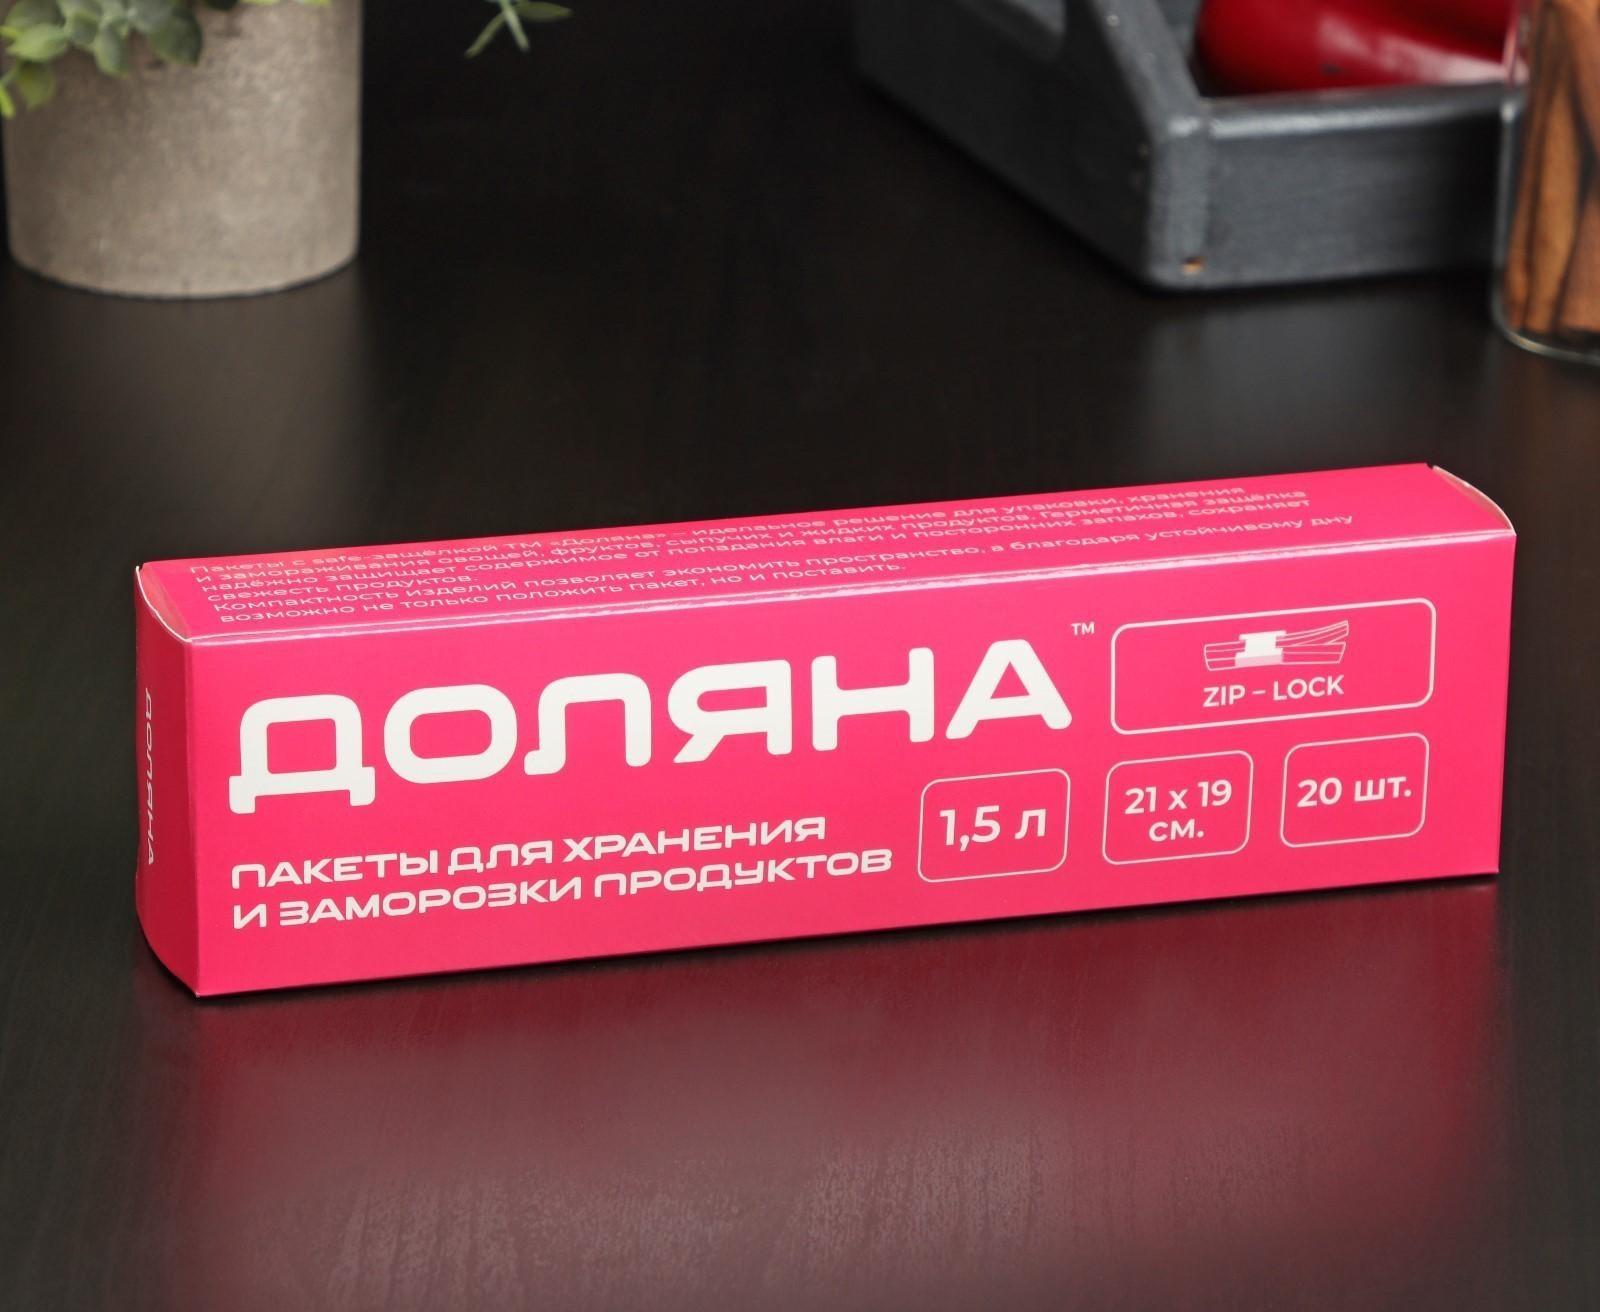 Пакеты с safe-защёлкой ТМ «Доляна» – идеальное решение для упаковки, хранения
и замораживания овощей, фруктов, сыпучих и жидких продуктов. Герметичная защёлка
надёжно защищает содержимое от попадания влаги и посторонних запахов, сохраняет
свежесть продуктов.
Компактность изделий позволяет экономить пространство, а благодаря устойчивому дну
возможно не только положить пакет, но и поставить.
ДОЛЯНА
ДОЛЯНА™
ZIP – LOCK
ПАКЕТЫ ДЛЯ ХРАНЕНИЯ
И ЗАМОРОЗКИ ПРОДУКТОВ
1,5 л
21 x 19
СМ.
20 шт.